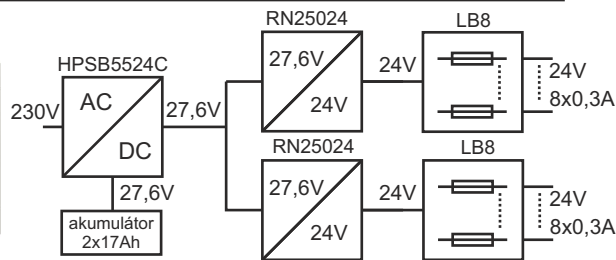 RN25024
LB8
HPSB5524C
27,6V
24V
24V
24V
8x0,3A
230V
AC
DC
27,6V
RN25024
LB8
27,6V
27,6V
24V
24V
24V
8x0,3A
akumulátor
2x17Ah